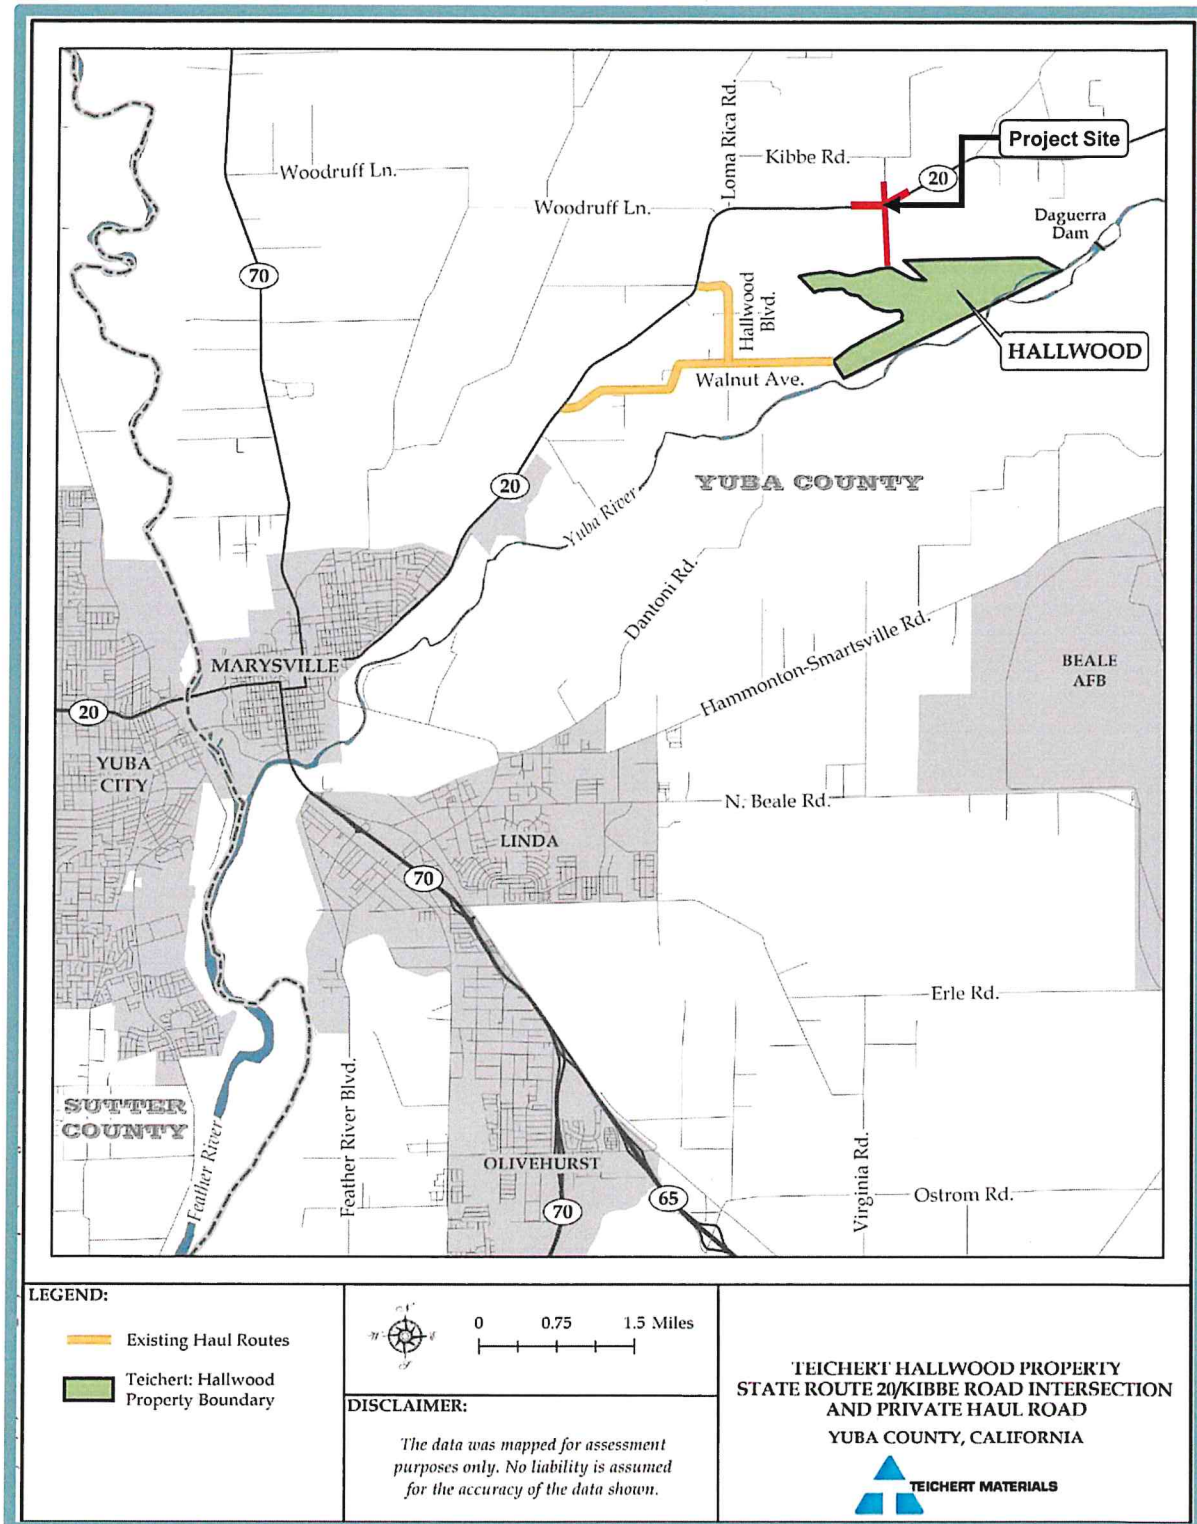 Loma Rica Rd.
Project Site
Kibbe Rd.
Woodruff Ln.
20
Woodruff Ln.
Daguerra
Dam
70
Hallwood
Blvd.
HALLWOOD
Walnut Ave.
20
YUBA COUNTY
Yuba River
Dantoni Rd.
Hammonton-Smartsville Rd.
MARYSVILLE
BEALE
AFB
20
YUBA
CITY
N. Beale Rd.
LINDA
70
Erle Rd.
Feather River Blvd.
SUTTER
COUNTY
Feather River
OLIVEHURST
Virginia Rd.
Ostrom Rd.
65
70
LEGEND:
Existing Haul Routes
Teichert: Hallwood
Property Boundary
N
W E
S
0 0.75 1.5 Miles
DISCLAIMER:
The data was mapped for assessment
purposes only. No liability is assumed
for the accuracy of the data shown.
TEICHERT HALLWOOD PROPERTY
STATE ROUTE 20/KIBBE ROAD INTERSECTION
AND PRIVATE HAUL ROAD
YUBA COUNTY, CALIFORNIA
TEICHERT MATERIALS